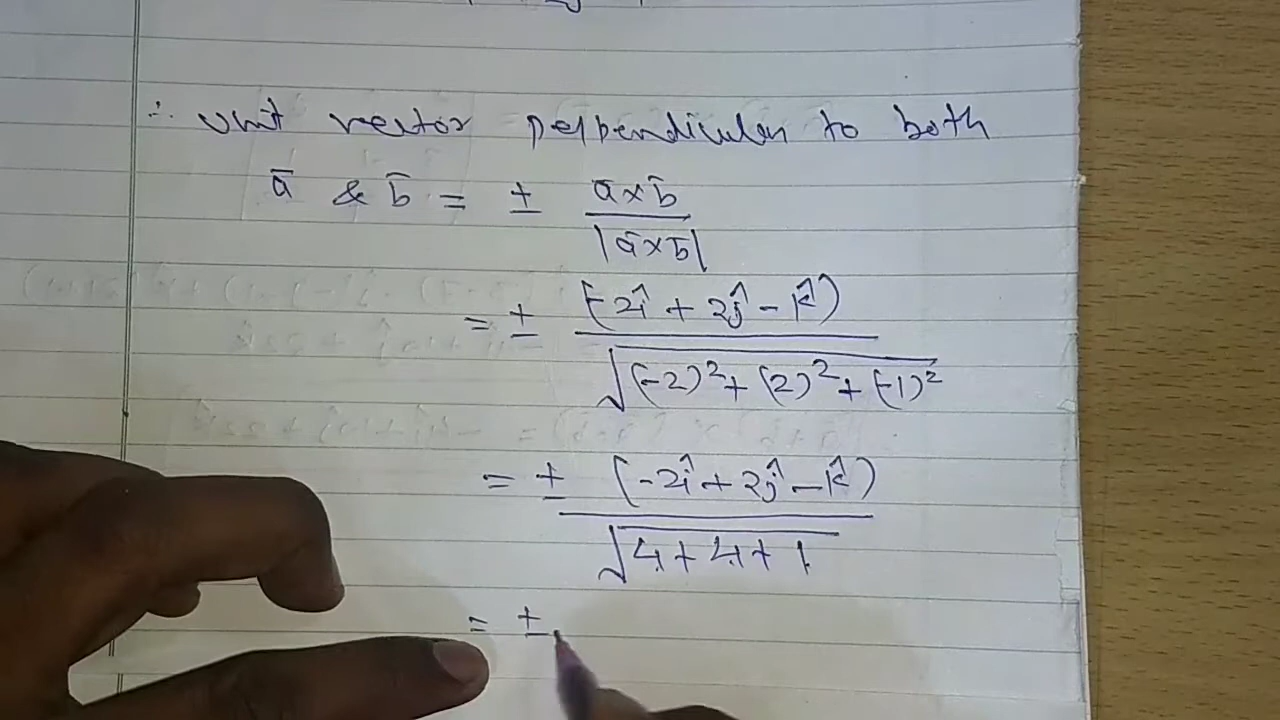 ∴ unit vector perpendicular to both
ā & b̄ = ± ā×b̄ / |ā×b̄|
= ± (-2î + 2ĵ - k̂) / √(-2)² + (2)² + (-1)²
= ± (-2î + 2ĵ - k̂) / √4 + 4 + 1
= ±